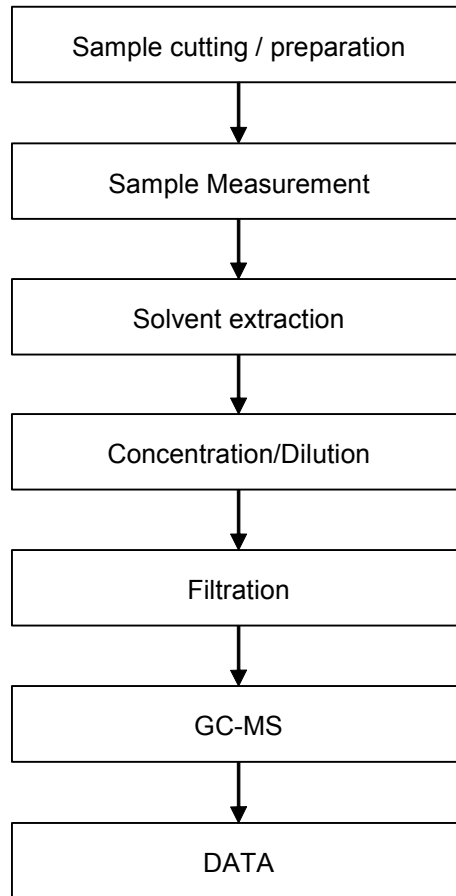 Sample cutting / preparation
Sample Measurement
Solvent extraction
Concentration/Dilution
Filtration
GC-MS
DATA